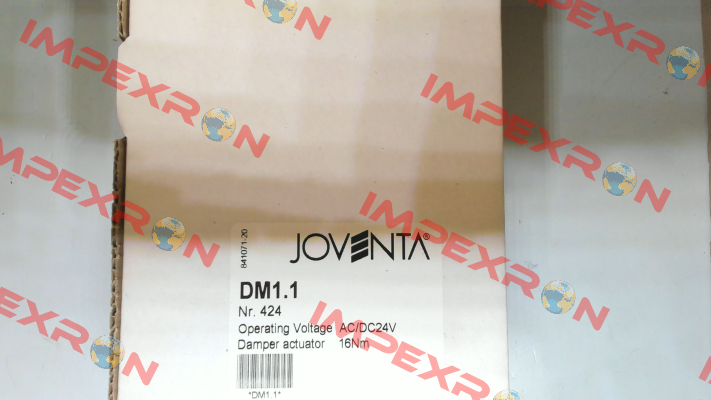 IMPEXRON
IMPEXRON
IMPEXRON
IMPEXRON
IMPEXRON
IMPEXRON
IMPEXRON
841071-20
JOVENTA®
DM1.1
Nr. 424
Operating Voltage AC/DC24V
Damper actuator 16Nm
*DM1.1*